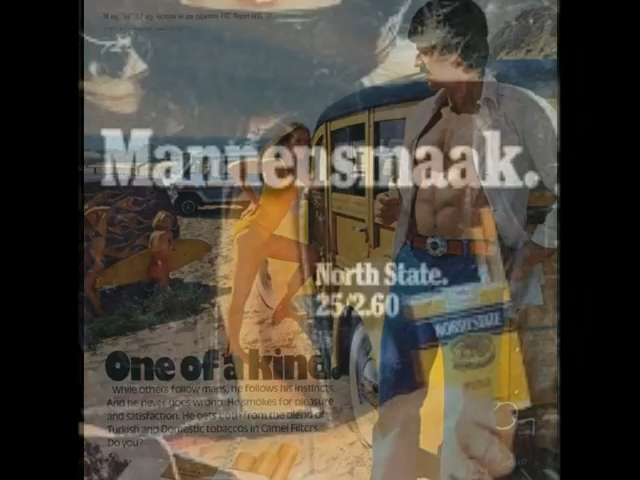 Mannensmaak.
North State.
25/2.60
NORTH STATE
One of a kind.
While others follow maps, he follows his instincts.
And he never goes wrong. He smokes for pleasure
and satisfaction. He gets both from the blend of
Turkish and Domestic tobaccos in Camel Filters.
Do you?